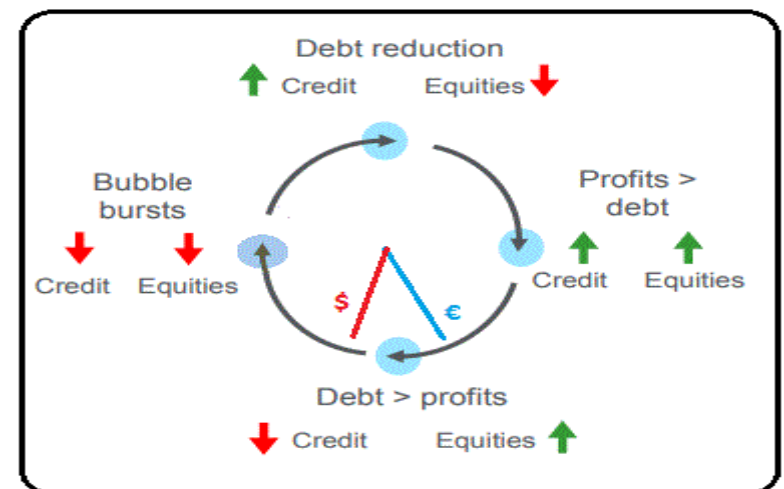 Debt reduction
Credit Equities
Bubble
bursts
Credit Equities
Profits >
debt
Credit Equities
$ €
Debt > profits
Credit Equities